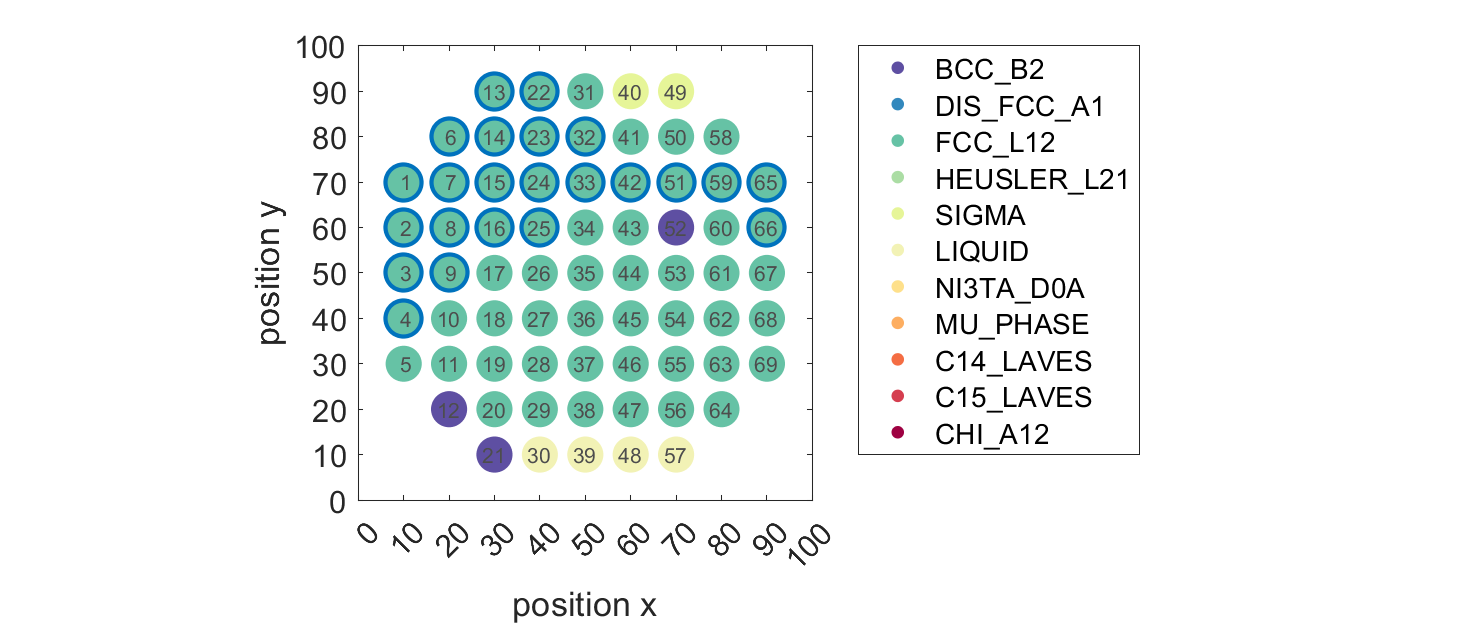 100
90
80
70
60
50
40
30
20
10
0
position y
13 22 31 40 49
6 14 23 32 41 50 58
1 7 15 24 33 42 51 59 65
2 8 16 25 34 43 52 60 66
3 9 17 26 35 44 53 61 67
4 10 18 27 36 45 54 62 68
5 11 19 28 37 46 55 63 69
12 20 29 38 47 56 64
21 30 39 48 57
0 10 20 30 40 50 60 70 80 90 100
position x
BCC_B2
DIS_FCC_A1
FCC_L12
HEUSLER_L21
SIGMA
LIQUID
NI3TA_D0A
MU_PHASE
C14_LAVES
C15_LAVES
CHI_A12